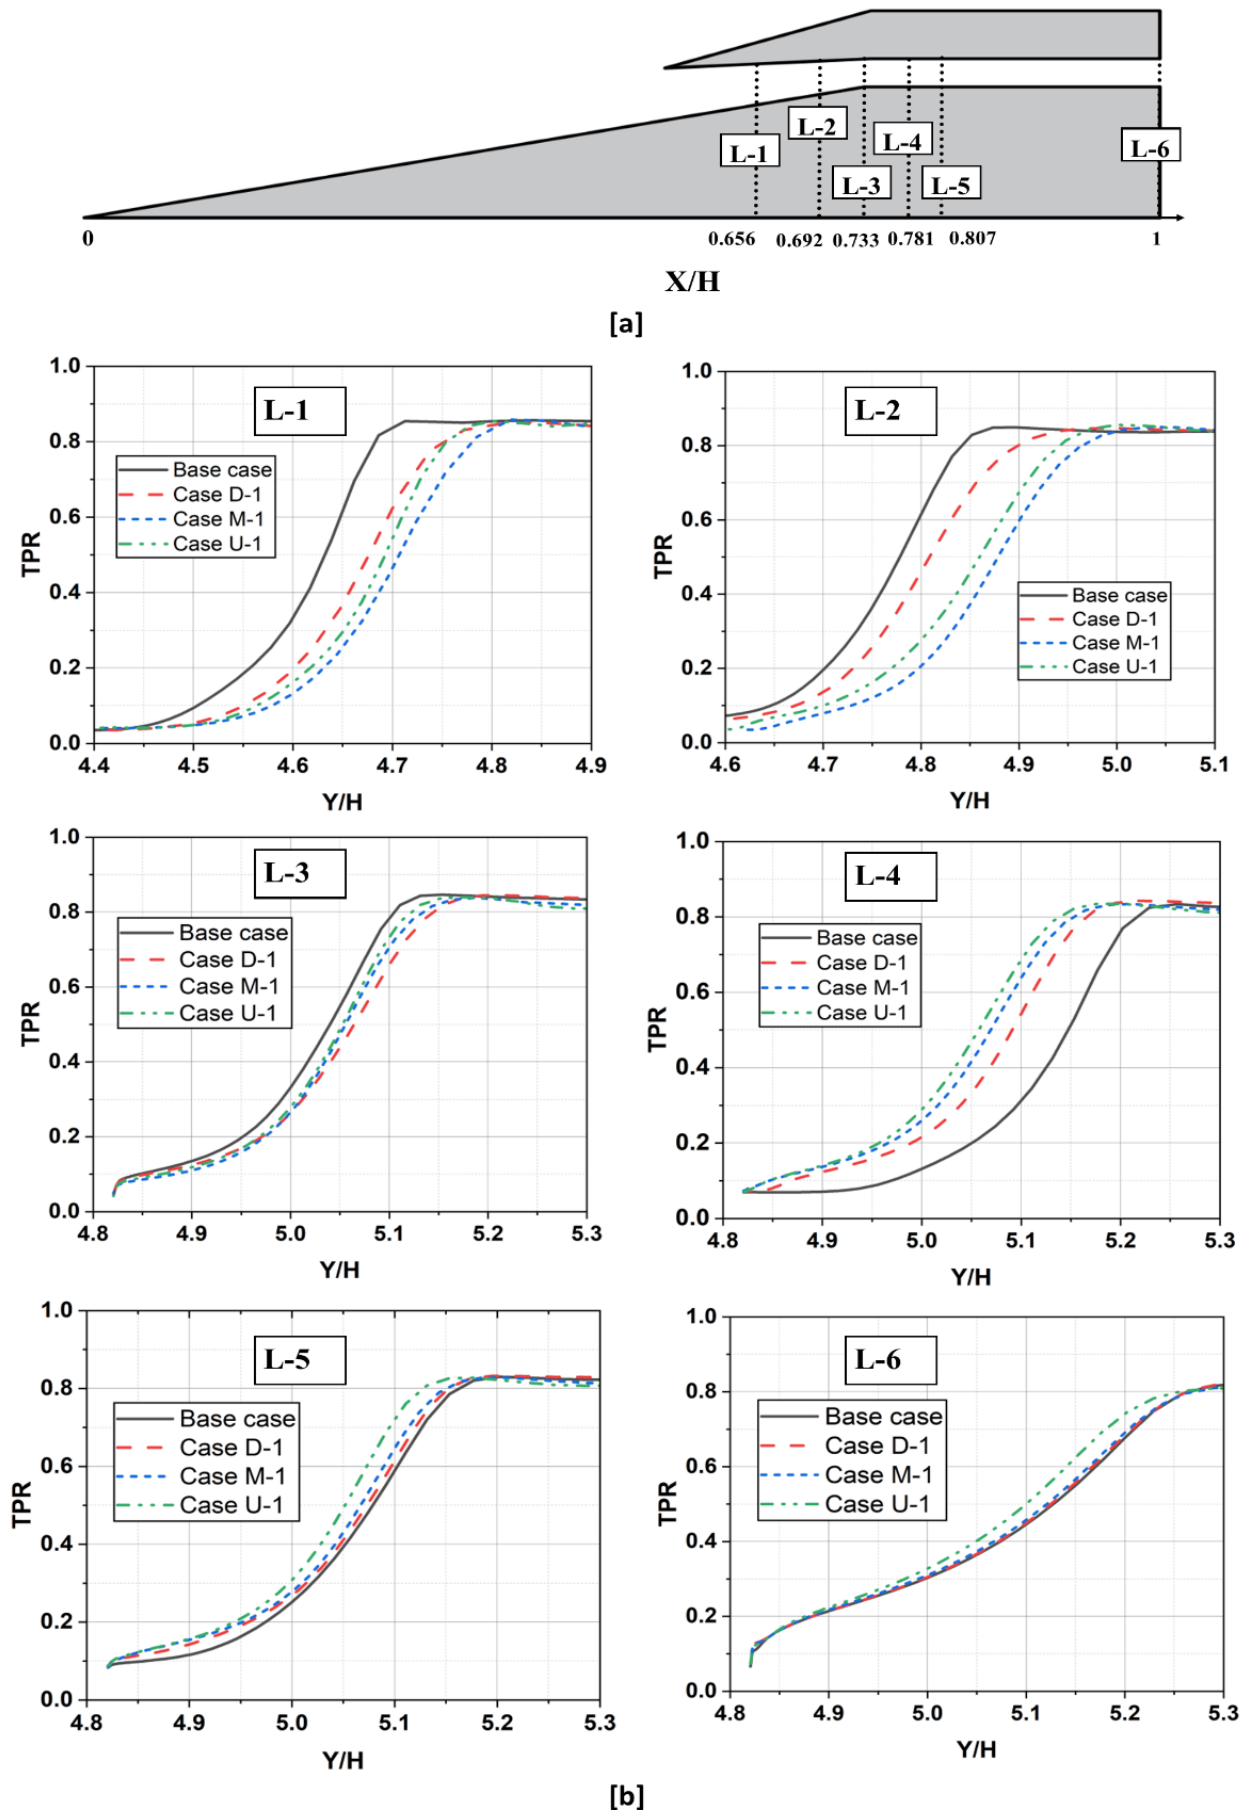 L-1
L-2
L-3
L-4
L-5
L-6
0
0.656
0.692
0.733
0.781
0.807
1
X/H
[a]
L-1
Base case
Case D-1
Case M-1
Case U-1
TPR
1.0
0.8
0.6
0.4
0.2
0.0
4.4 4.5 4.6 4.7 4.8 4.9
Y/H
L-2
Base case
Case D-1
Case M-1
Case U-1
TPR
1.0
0.8
0.6
0.4
0.2
0.0
4.6 4.7 4.8 4.9 5.0 5.1
Y/H
L-3
Base case
Case D-1
Case M-1
Case U-1
TPR
1.0
0.8
0.6
0.4
0.2
0.0
4.8 4.9 5.0 5.1 5.2 5.3
Y/H
L-4
Base case
Case D-1
Case M-1
Case U-1
TPR
1.0
0.8
0.6
0.4
0.2
0.0
4.8 4.9 5.0 5.1 5.2 5.3
Y/H
L-5
Base case
Case D-1
Case M-1
Case U-1
TPR
1.0
0.8
0.6
0.4
0.2
0.0
4.8 4.9 5.0 5.1 5.2 5.3
Y/H
L-6
Base case
Case D-1
Case M-1
Case U-1
TPR
1.0
0.8
0.6
0.4
0.2
0.0
4.8 4.9 5.0 5.1 5.2 5.3
Y/H
[b]